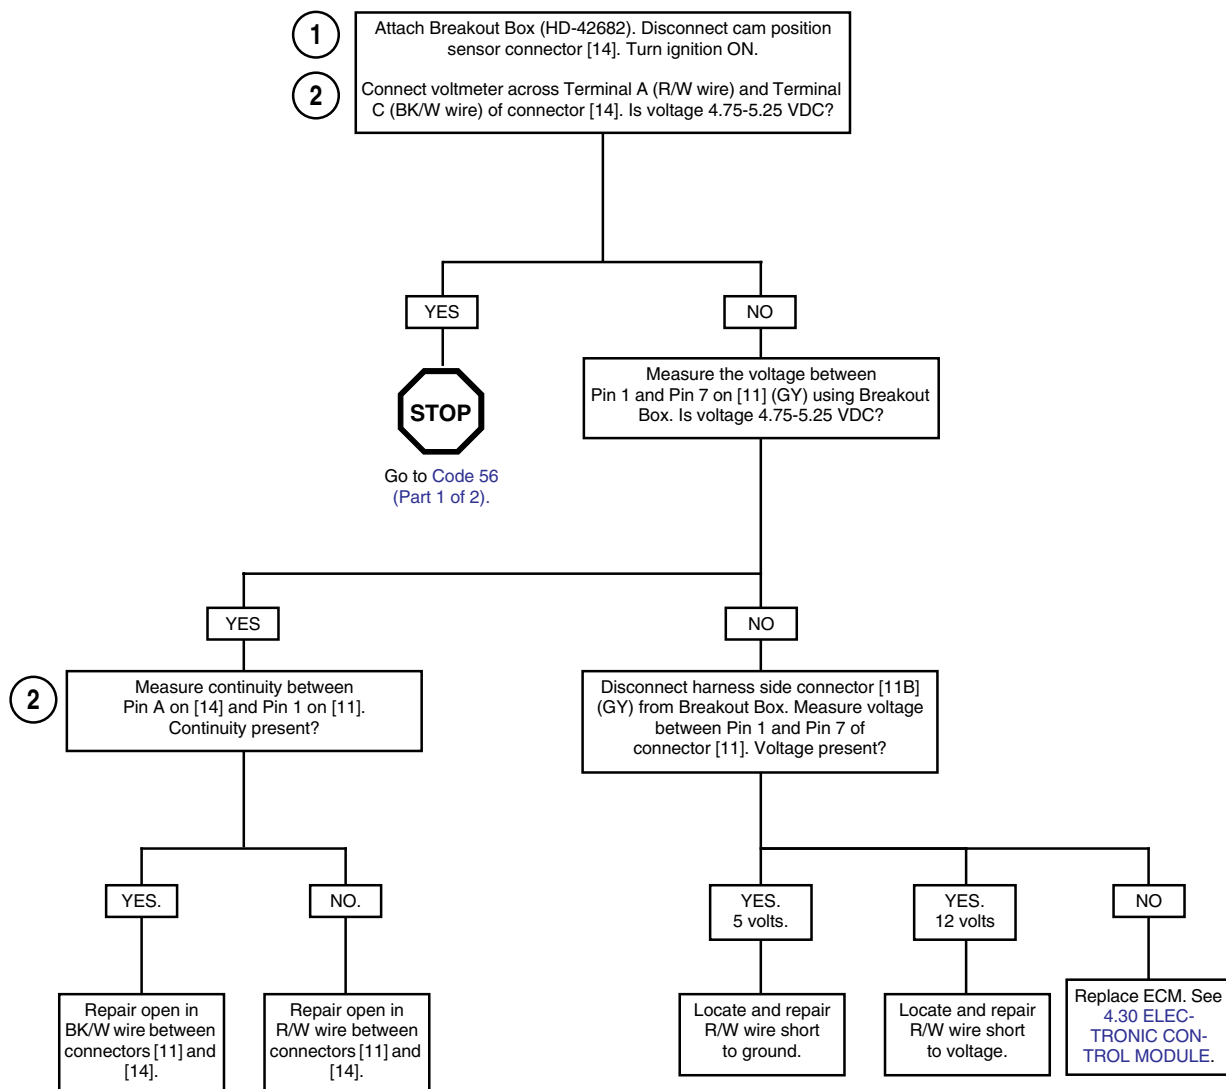 1
Attach Breakout Box (HD-42682). Disconnect cam position
sensor connector [14]. Turn ignition ON.
2
Connect voltmeter across Terminal A (R/W wire) and Terminal
C (BK/W wire) of connector [14]. Is voltage 4.75-5.25 VDC?
YES
NO
STOP
Go to Code 56
(Part 1 of 2).
Measure the voltage between
Pin 1 and Pin 7 on [11] (GY) using Breakout
Box. Is voltage 4.75-5.25 VDC?
YES
NO
2
Measure continuity between
Pin A on [14] and Pin 1 on [11].
Continuity present?
Disconnect harness side connector [11B]
(GY) from Breakout Box. Measure voltage
between Pin 1 and Pin 7 of
connector [11]. Voltage present?
YES.
NO.
YES.
5 volts.
YES.
12 volts
NO
Repair open in
BK/W wire between
connectors [11] and
[14].
Repair open in
R/W wire between
connectors [11] and
[14].
Locate and repair
R/W wire short
to ground.
Locate and repair
R/W wire short
to voltage.
Replace ECM. See
4.30 ELEC-
TRONIC CON-
TROL MODULE.